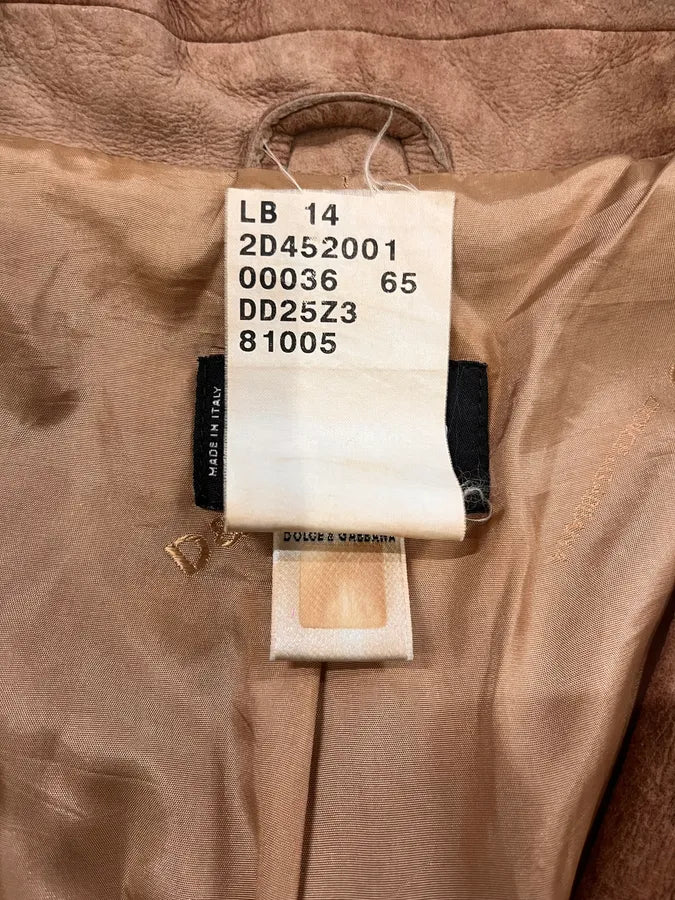 LB 14
2D452001
00036 65
DD25Z3
81005
MADE IN ITALY
DOLCE & GABBANA
D&